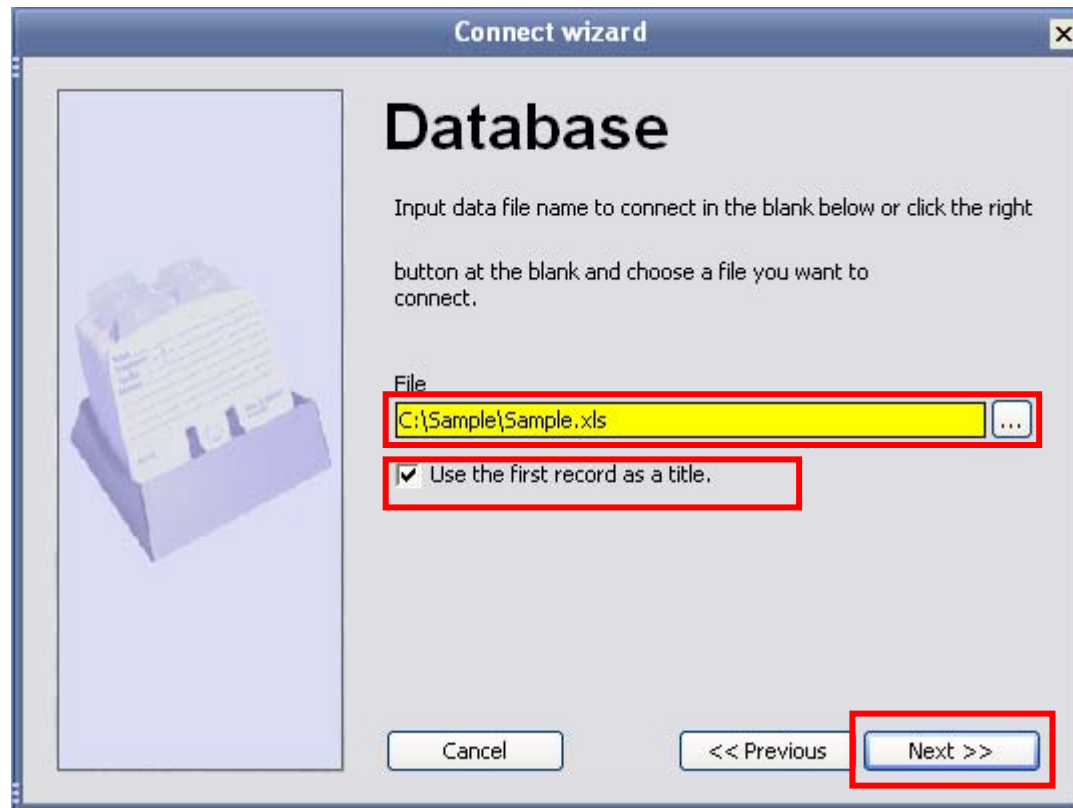 Connect wizard
Database
Input data file name to connect in the blank below or click the right
button at the blank and choose a file you want to
connect.
File
C:\Sample\Sample.xls
...
Use the first record as a title.
Cancel
<< Previous
Next >>